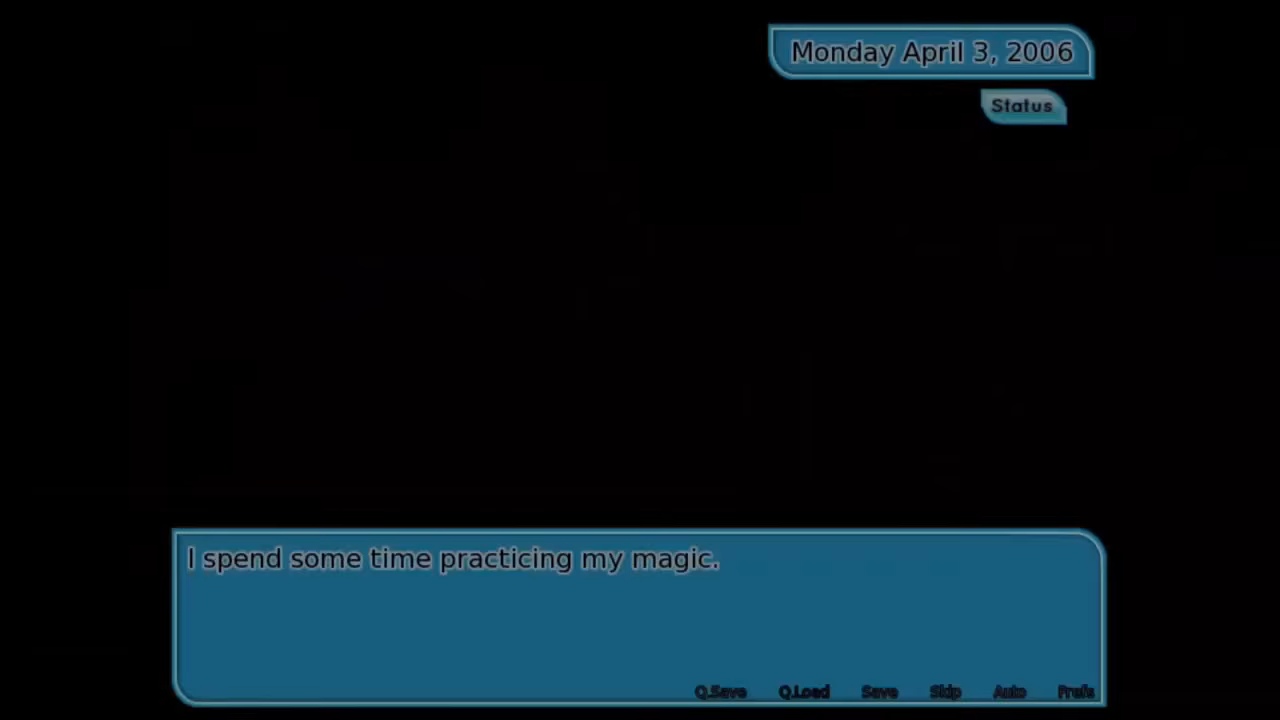 Monday April 3, 2006
Status
I spend some time practicing my magic.
Q.Save Q.Load Save Skip Auto Prefs